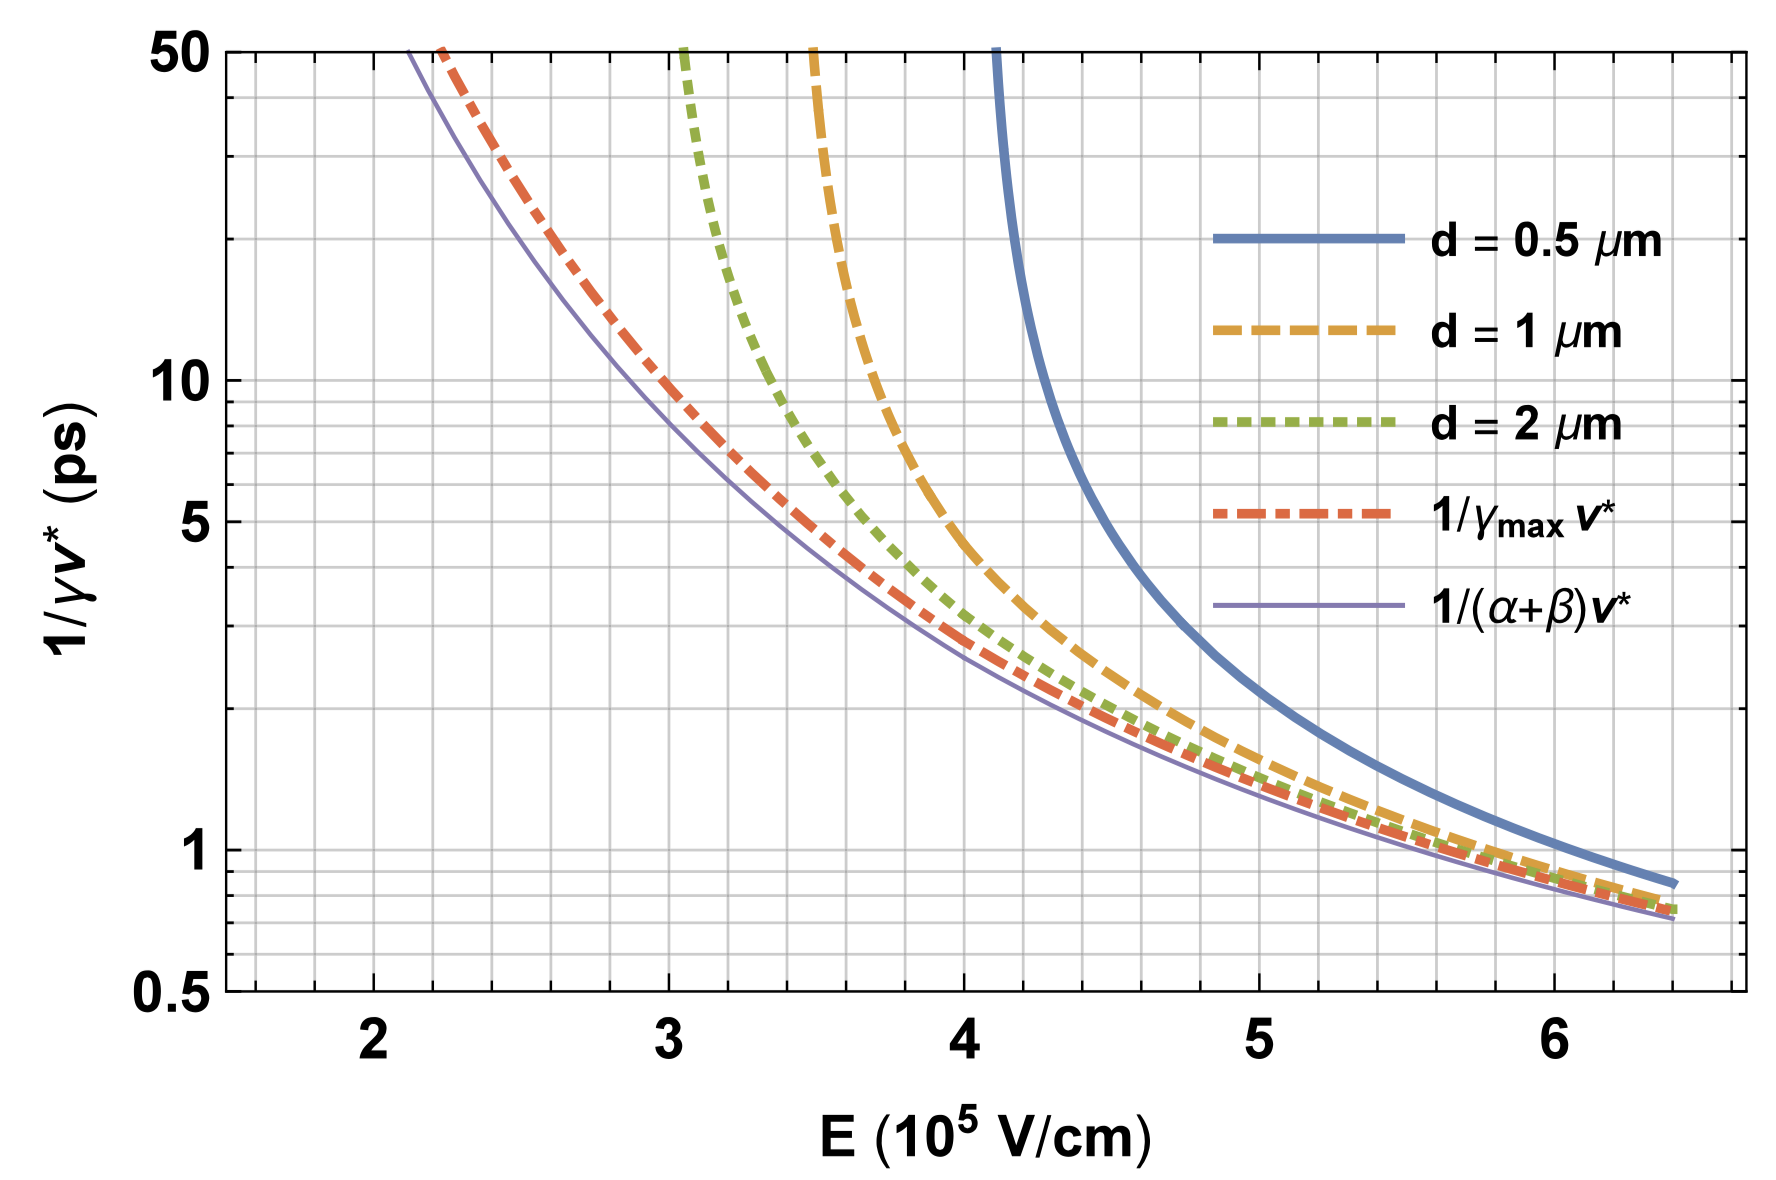 50
10
5
1
0.5
1/γv* (ps)
d = 0.5 μm
d = 1 μm
d = 2 μm
1/γmax v*
1/(α+β)v*
2 3 4 5 6
E (10⁵ V/cm)